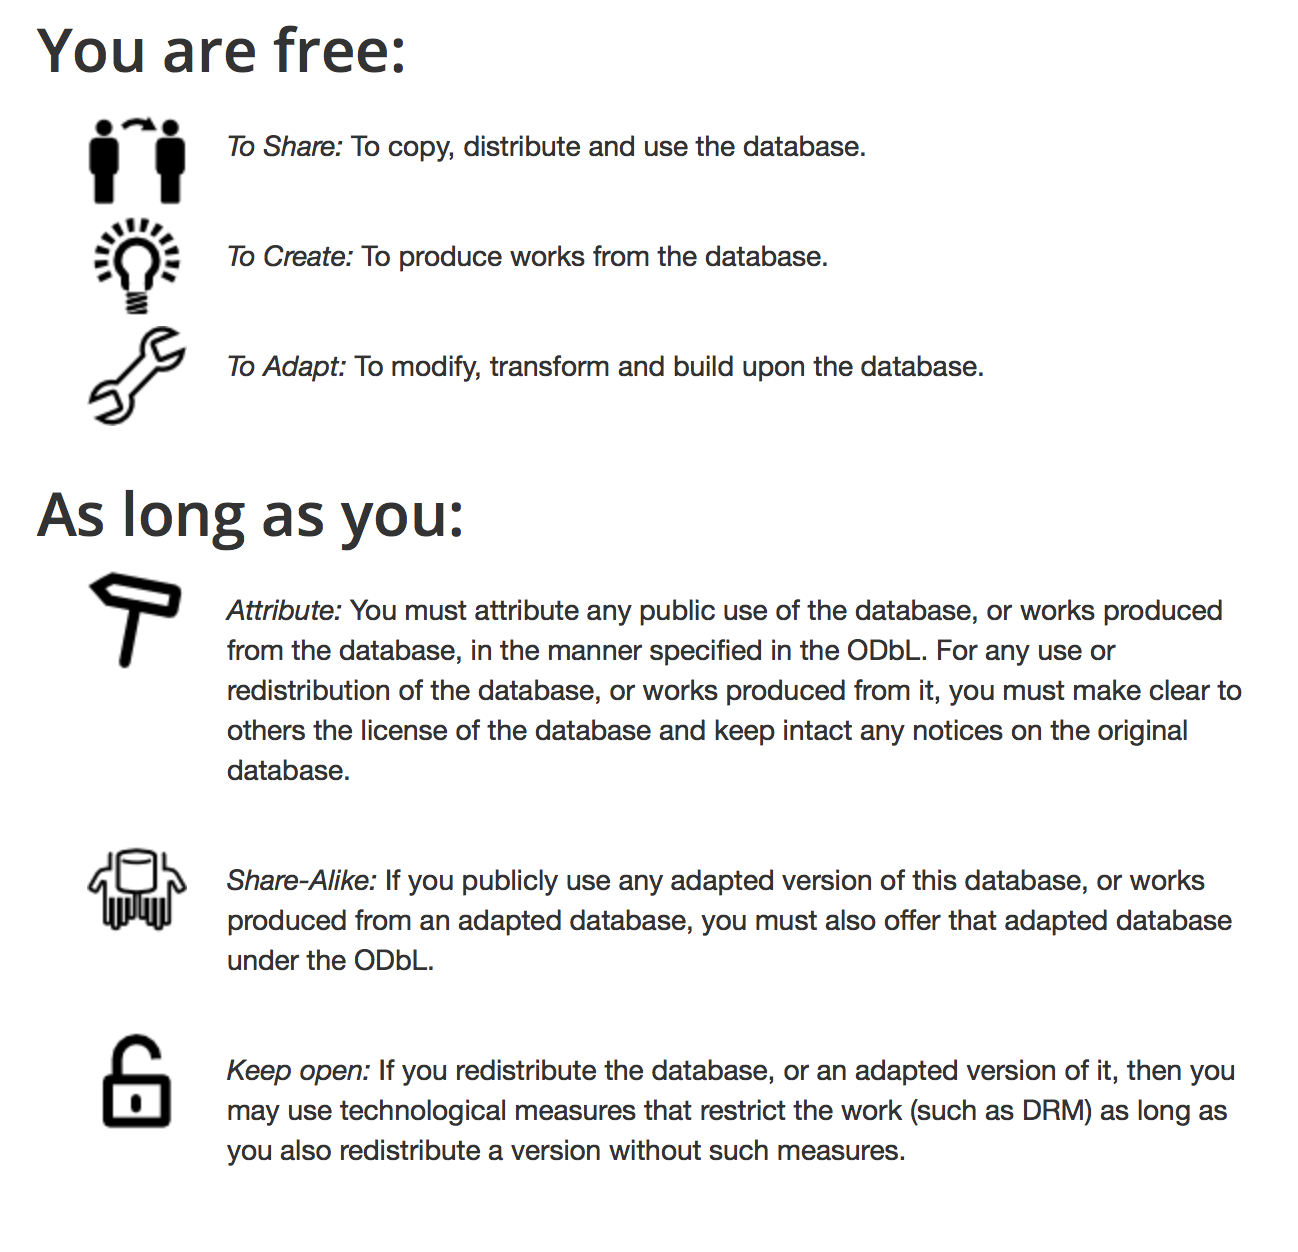 You are free:
To Share: To copy, distribute and use the database.
To Create: To produce works from the database.
To Adapt: To modify, transform and build upon the database.
As long as you:
Attribute: You must attribute any public use of the database, or works produced
from the database, in the manner specified in the ODbL. For any use or
redistribution of the database, or works produced from it, you must make clear to
others the license of the database and keep intact any notices on the original
database.
Share-Alike: If you publicly use any adapted version of this database, or works
produced from an adapted database, you must also offer that adapted database
under the ODbL.
Keep open: If you redistribute the database, or an adapted version of it, then you
may use technological measures that restrict the work (such as DRM) as long as
you also redistribute a version without such measures.